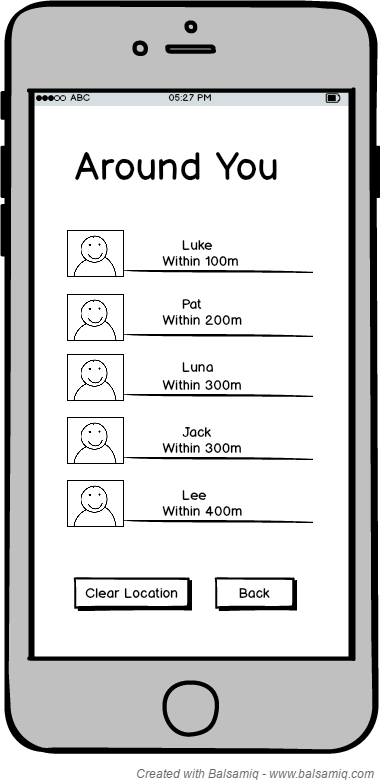 ABC 05:27 PM
Around You
Luke
Within 100m
Pat
Within 200m
Luna
Within 300m
Jack
Within 300m
Lee
Within 400m
Clear Location Back
Created with Balsamiq - www.balsamiq.com